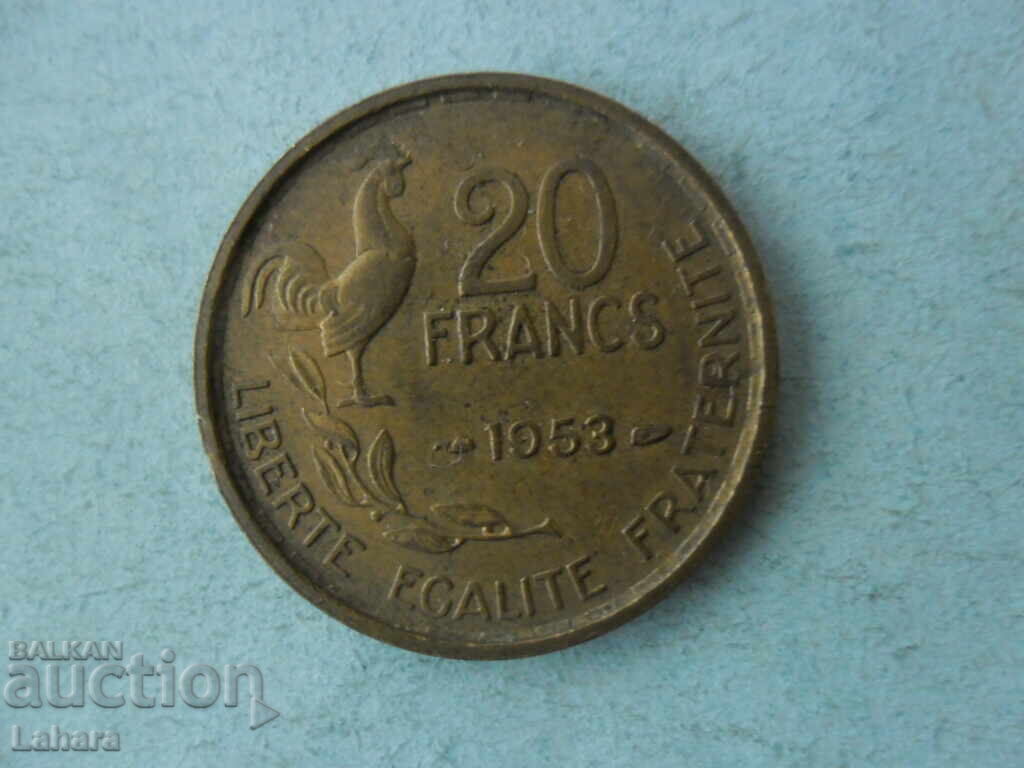 20
FRANCS
1953
LIBERTE EGALITE FRATERNITE
BALKAN
auction
Lahara